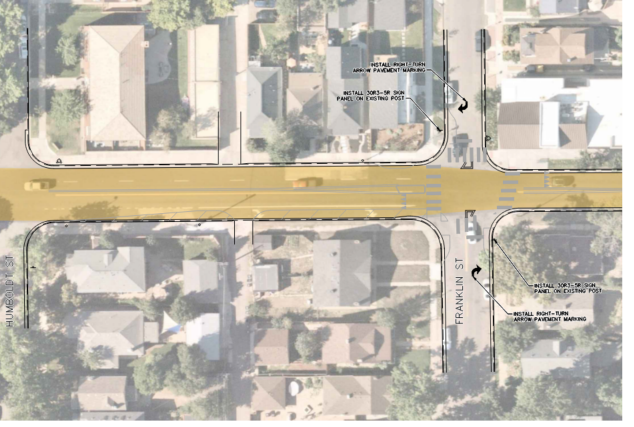 INSTALL RIGHT-TURN
ARROW PAVEMENT MARKING
INSTALL 30R3-5R SIGN
PANEL ON EXISTING POST
HUMBOLDT ST
FRANKLIN ST
INSTALL 30R3-5R SIGN
PANEL ON EXISTING POST
INSTALL RIGHT-TURN
ARROW PAVEMENT MARKING